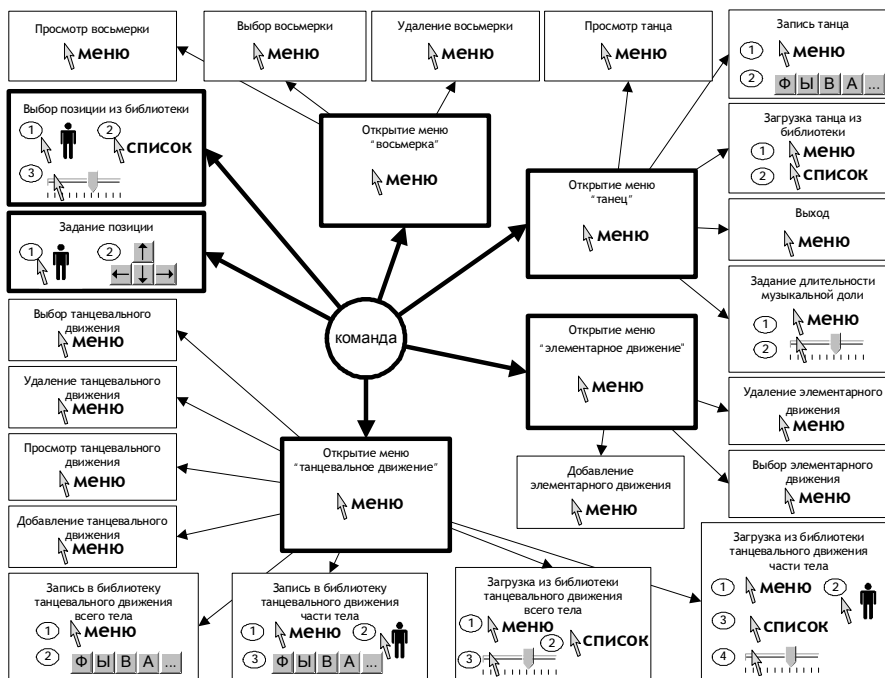 Просмотр восьмерки
меню
Выбор восьмерки
меню
Удаление восьмерки
меню
Просмотр танца
меню
Запись танца
1 меню
2 Ф Ы В А ...
Выбор позиции из библиотеки
1 2
список
3
Открытие меню
"восьмерка"
меню
Открытие меню
"танец"
меню
Загрузка танца из
библиотеки
1 меню
2 список
Выход
меню
Задание позиции
1 2
Задание длительности
музыкальной доли
1 меню
2
команда
Выбор танцевального
движения
меню
Открытие меню
"элементарное движение"
меню
Удаление танцевального
движения
меню
Удаление элементарного
движения
меню
Просмотр танцевального
движения
меню
Открытие меню
"танцевальное движение"
меню
Добавление
элементарного движения
меню
Выбор элементарного
движения
меню
Добавление танцевального
движения
меню
Запись в библиотеку
танцевального движения
всего тела
1 меню
2 Ф Ы В А ...
Запись в библиотеку
танцевального движения
части тела
1 меню 2
3 Ф Ы В А ...
Загрузка из библиотеки
танцевального движения
всего тела
1 меню
2 список
3
Загрузка из библиотеки
танцевального движения
части тела
1 меню 2
3 список
4